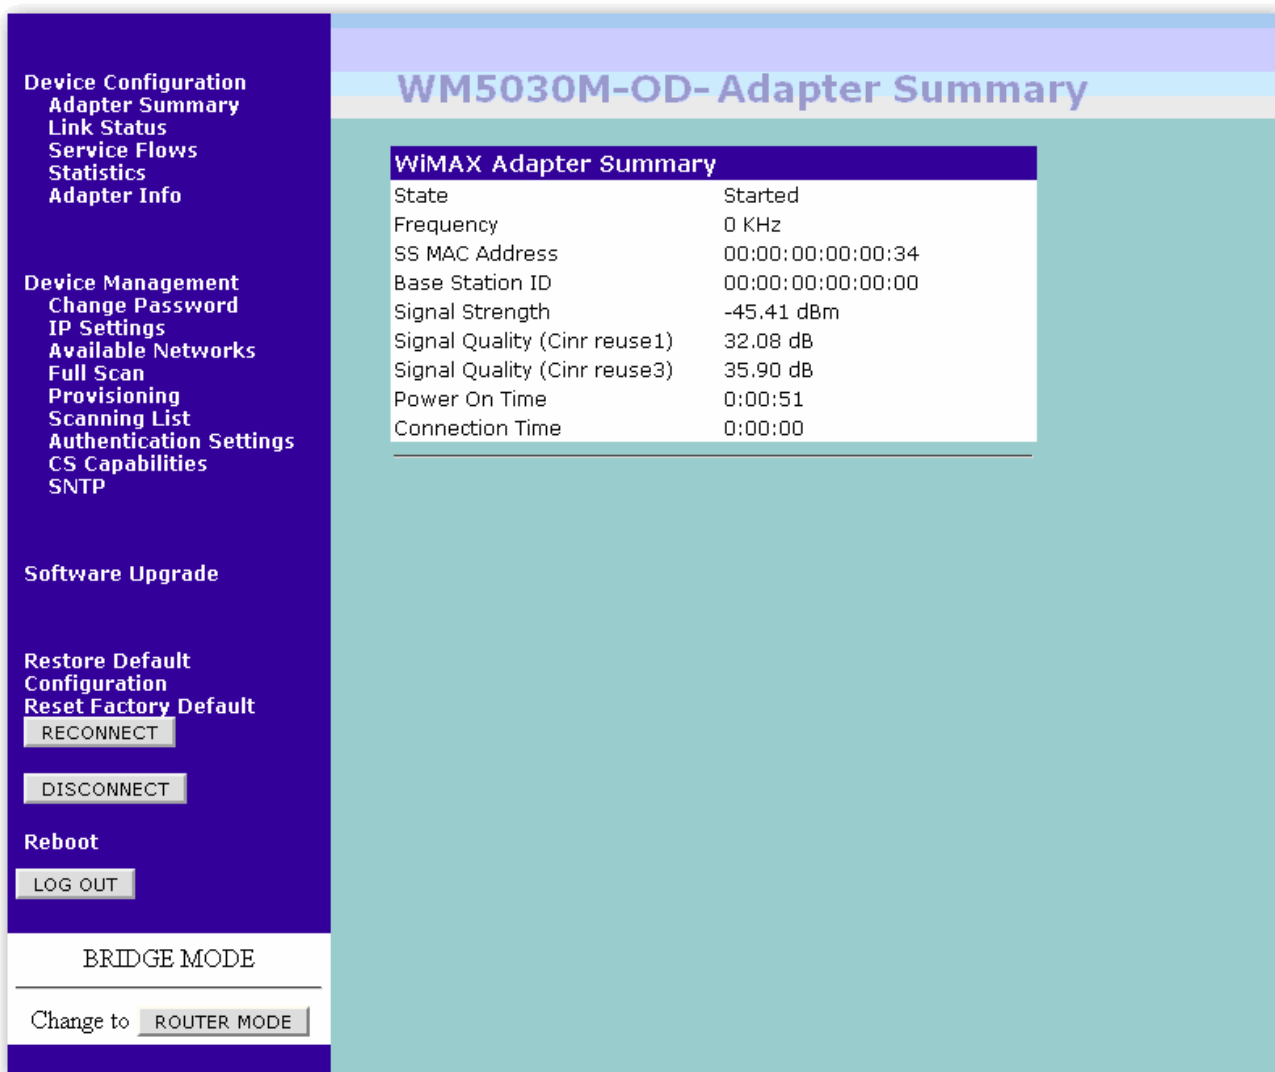 Device Configuration
Adapter Summary
Link Status
Service Flows
Statistics
Adapter Info
Device Management
Change Password
IP Settings
Available Networks
Full Scan
Provisioning
Scanning List
Authentication Settings
CS Capabilities
SNTP
Software Upgrade
Restore Default
Configuration
Reset Factory Default
RECONNECT
DISCONNECT
Reboot
LOG OUT
BRIDGE MODE
Change to ROUTER MODE
WM5030M-OD- Adapter Summary
WiMAX Adapter Summary
State Started
Frequency 0 KHz
SS MAC Address 00:00:00:00:00:34
Base Station ID 00:00:00:00:00:00
Signal Strength -45.41 dBm
Signal Quality (Cinr reuse1) 32.08 dB
Signal Quality (Cinr reuse3) 35.90 dB
Power On Time 0:00:51
Connection Time 0:00:00